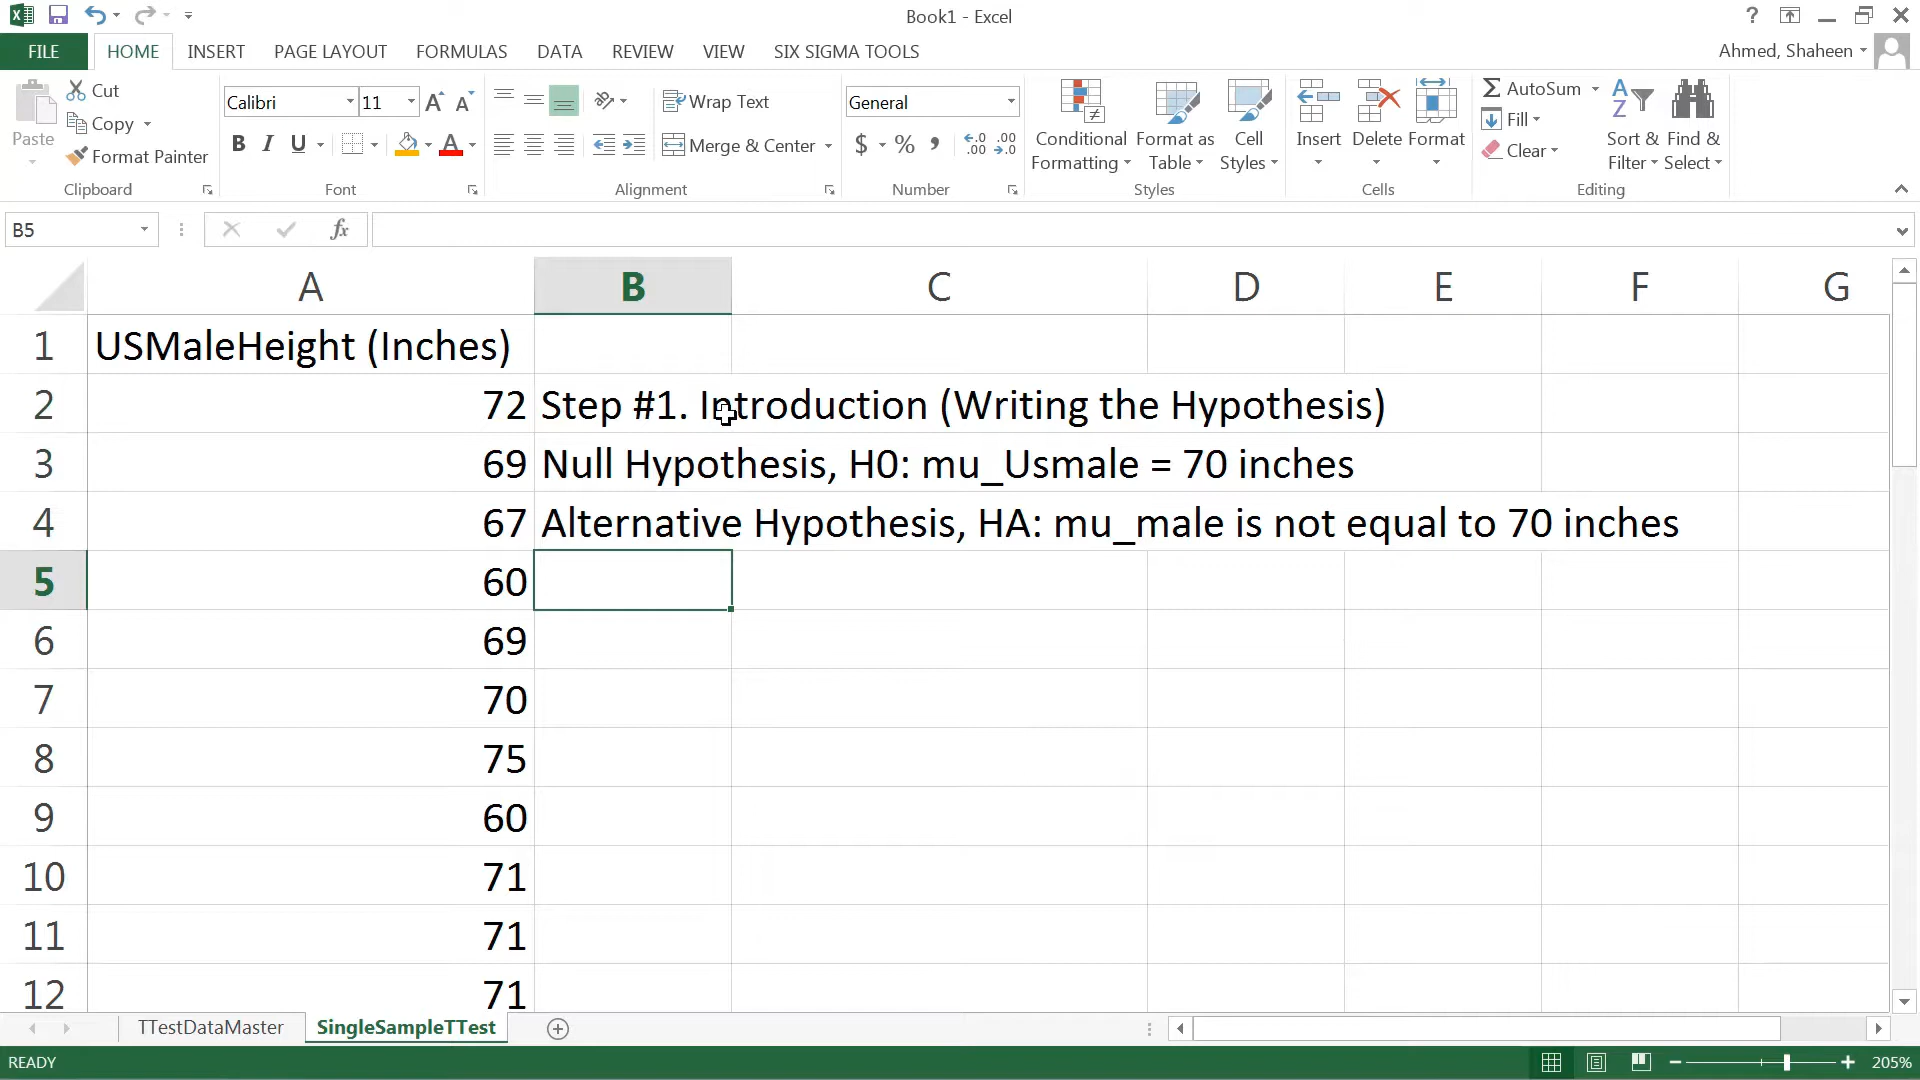 Book1 - Excel
?
FILE HOME INSERT PAGE LAYOUT FORMULAS DATA REVIEW VIEW SIX SIGMA TOOLS
Ahmed, Shaheen
Paste
Cut
Copy
Format Painter
Clipboard
Calibri 11
B I U A
Font
Wrap Text
Merge & Center
Alignment
General
$ % , .0 .00 .00 .0
Number
Conditional Formatting
Format as Table
Cell Styles
Styles
Insert Delete Format
Cells
AutoSum
Fill
Clear
Sort & Filter
Find & Select
Editing
B5 fx
A B C D E F G
1 USMaleHeight (Inches)
2 72 Step #1. Introduction (Writing the Hypothesis)
3 69 Null Hypothesis, H0: mu_Usmale = 70 inches
4 67 Alternative Hypothesis, HA: mu_male is not equal to 70 inches
5 60
6 69
7 70
8 75
9 60
10 71
11 71
12 71
TTestDataMaster SingleSampleTTest
READY 205%